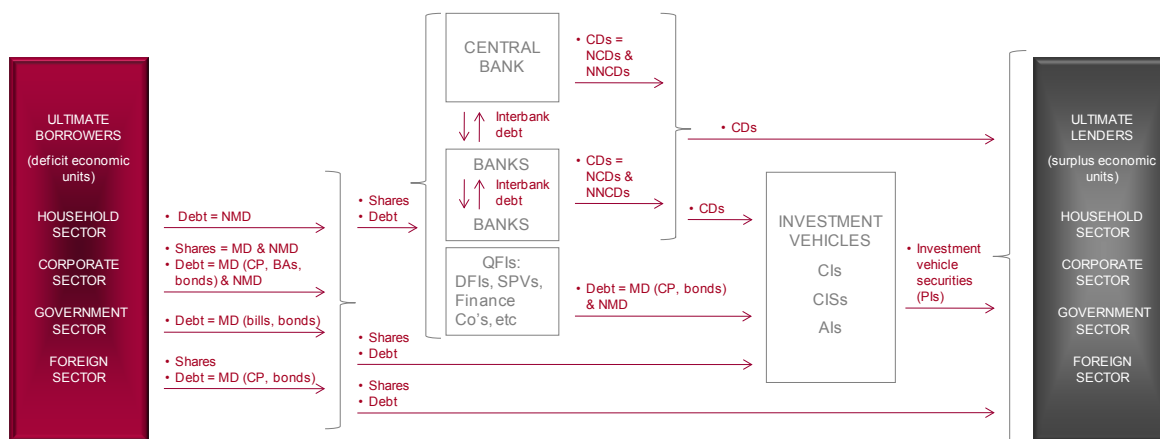 ULTIMATE
BORROWERS
(deficit economic
units)
HOUSEHOLD
SECTOR
CORPORATE
SECTOR
GOVERNMENT
SECTOR
FOREIGN
SECTOR
• Debt = NMD
• Shares = MD & NMD
• Debt = MD (CP, BAs,
bonds) & NMD
• Debt = MD (bills, bonds)
• Shares
• Debt = MD (CP, bonds)
• Shares
• Debt
CENTRAL
BANK
Interbank
debt
BANKS
Interbank
debt
BANKS
QFIs:
DFIs, SPVs,
Finance
Co's, etc
• CDs =
NCDs &
NNCDs
• CDs =
NCDs &
NNCDs
• Debt = MD (CP, bonds)
& NMD
• Shares
• Debt
• Shares
• Debt
• CDs
• CDs
INVESTMENT
VEHICLES
CIs
CISs
AIs
• Investment
vehicle
securities
(PIs)
ULTIMATE
LENDERS
(surplus economic
units)
HOUSEHOLD
SECTOR
CORPORATE
SECTOR
GOVERNMENT
SECTOR
FOREIGN
SECTOR